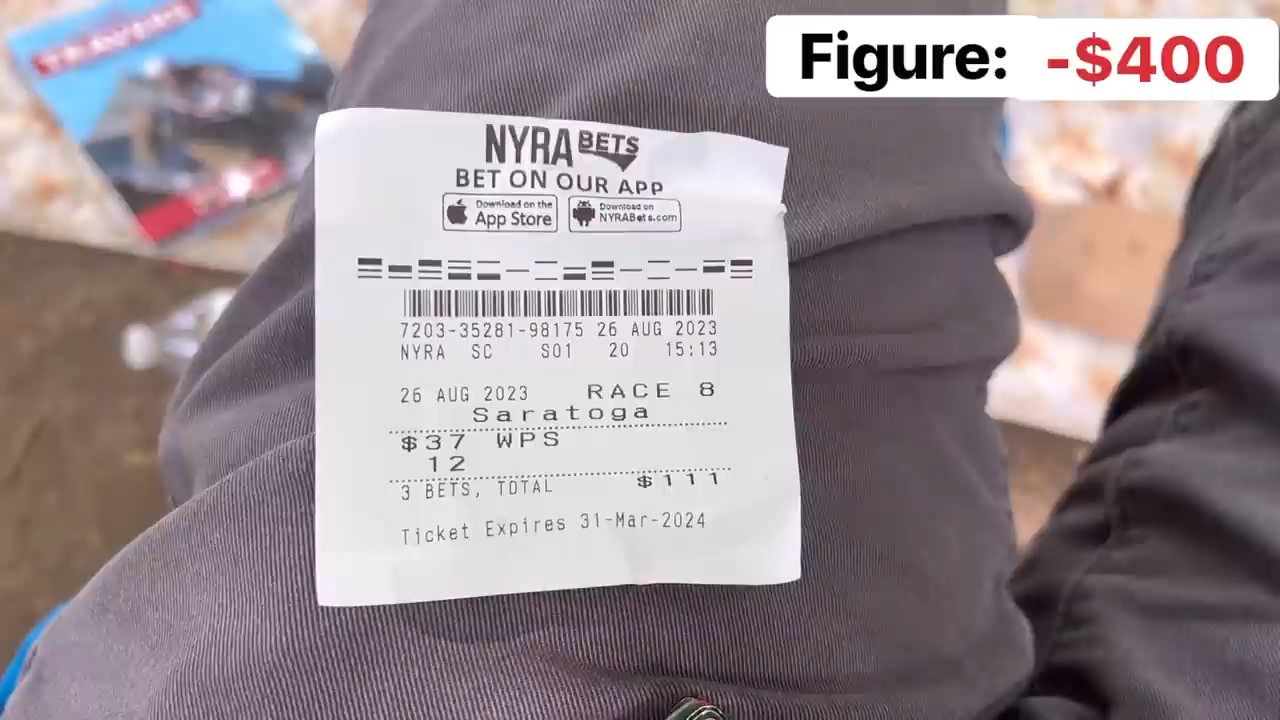 Figure: -$400
TRAVERS
NYRA BETS
BET ON OUR APP
Download on the App Store
Download on NYRABets.com
7203-35281-98175 26 AUG 2023
NYRA SC S01 20 15:13
26 AUG 2023 RACE 8
Saratoga
$37 WPS
12
3 BETS, TOTAL $111
Ticket Expires 31-Mar-2024